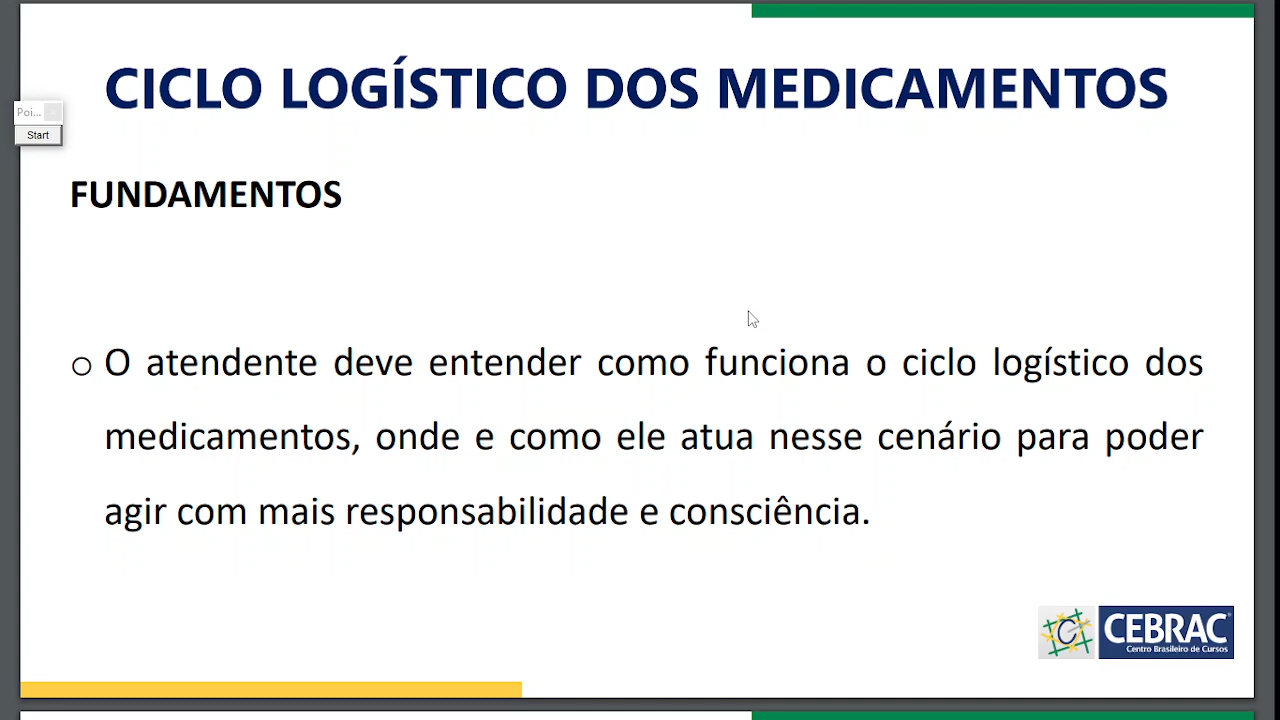 CICLO LOGÍSTICO DOS MEDICAMENTOS
Poi...
Start
FUNDAMENTOS
O atendente deve entender como funciona o ciclo logístico dos
medicamentos, onde e como ele atua nesse cenário para poder
agir com mais responsabilidade e consciência.
C
CEBRAC
Centro Brasileiro de Cursos